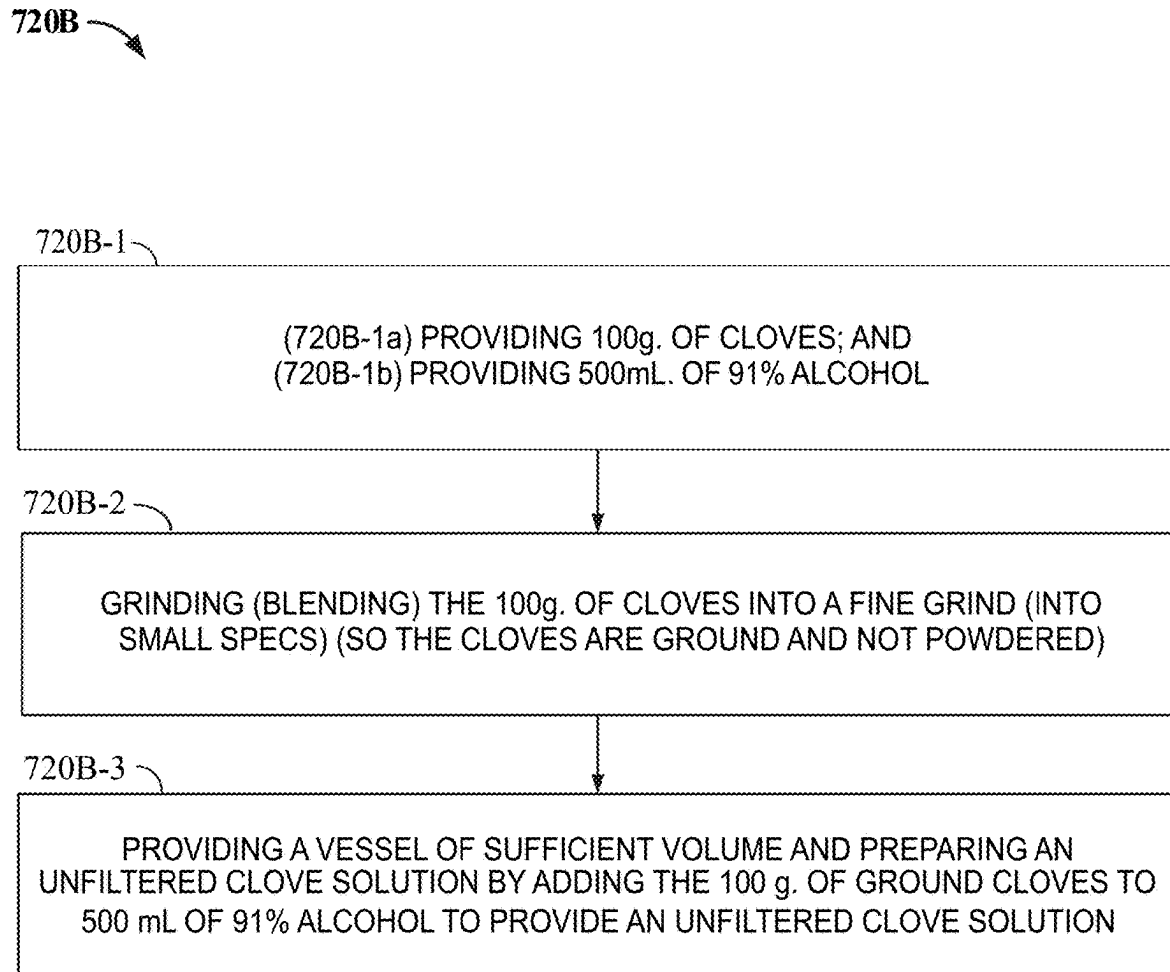 720B
720B-1
(720B-1a) PROVIDING 100g. OF CLOVES; AND
(720B-1b) PROVIDING 500mL. OF 91% ALCOHOL
720B-2
GRINDING (BLENDING) THE 100g. OF CLOVES INTO A FINE GRIND (INTO
SMALL SPECS) (SO THE CLOVES ARE GROUND AND NOT POWDERED)
720B-3
PROVIDING A VESSEL OF SUFFICIENT VOLUME AND PREPARING AN
UNFILTERED CLOVE SOLUTION BY ADDING THE 100 g. OF GROUND CLOVES TO
500 mL OF 91% ALCOHOL TO PROVIDE AN UNFILTERED CLOVE SOLUTION